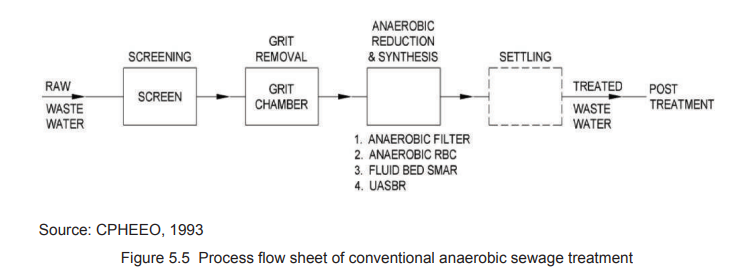 ANAEROBIC
REDUCTION
& SYNTHESIS
GRIT
REMOVAL
SCREENING
SETTLING
RAW
WASTE
WATER
SCREEN
GRIT
CHAMBER
TREATED
WASTE
WATER
POST
TREATMENT
1. ANAEROBIC FILTER
2. ANAEROBIC RBC
3. FLUID BED SMAR
4. UASBR
Source: CPHEEO, 1993
Figure 5.5 Process flow sheet of conventional anaerobic sewage treatment